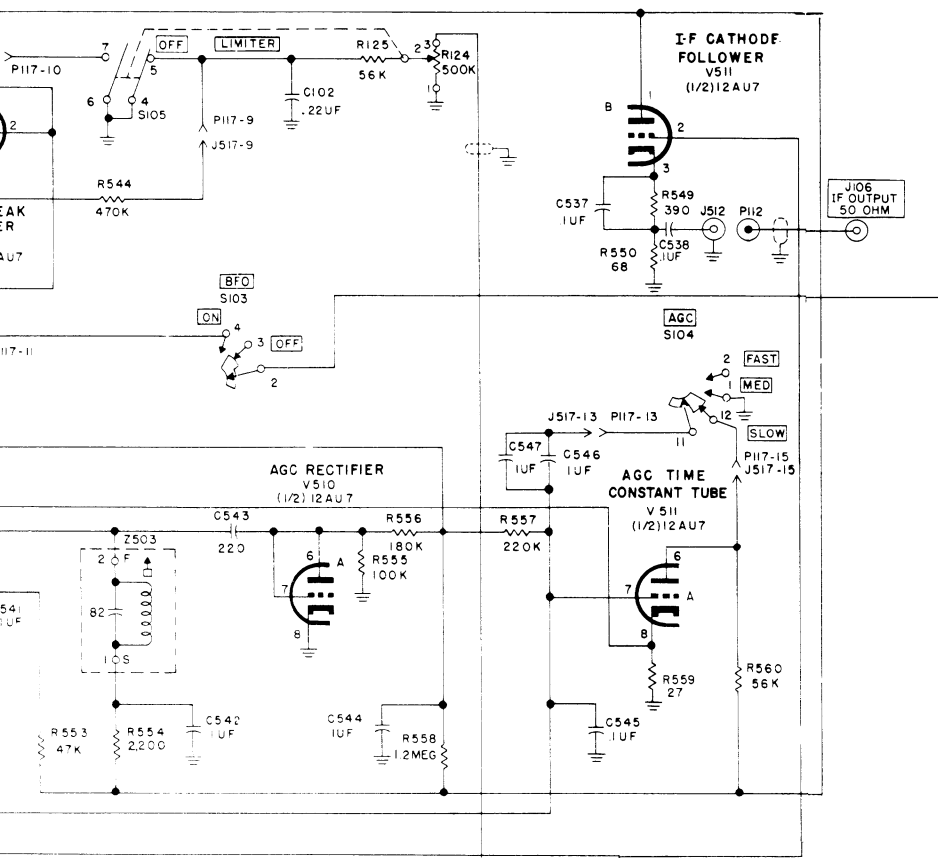 I-F CATHODE
FOLLOWER
V511
(1/2) 12AU7
7
OFF
LIMITER
R125
56K
2
3
R124
500K
1
P117-10
5
6
4
S105
C102
.22UF
P117-9
J517-9
2
B
1
2
3
R544
470K
EAK
ER
AU7
C537
.1UF
R549
390
J512
P112
C538
.1UF
R550
68
J106
IF OUTPUT
50 OHM
BFO
S103
ON
4
3
OFF
2
117-11
AGC
S104
2
FAST
1
MED
12
SLOW
11
J517-13
P117-13
P117-15
J517-15
C547
.1UF
C546
.1UF
AGC RECTIFIER
V510
(1/2) 12AU7
AGC TIME
CONSTANT TUBE
V511
(1/2) 12AU7
C543
220
R556
180K
R557
220K
R555
100K
Z503
2
F
82
1
S
6
A
7
8
6
7
A
8
541
UF
R553
47K
R554
2,200
C542
.1UF
C544
.1UF
R558
1.2MEG
C545
.1UF
R559
27
R560
56K